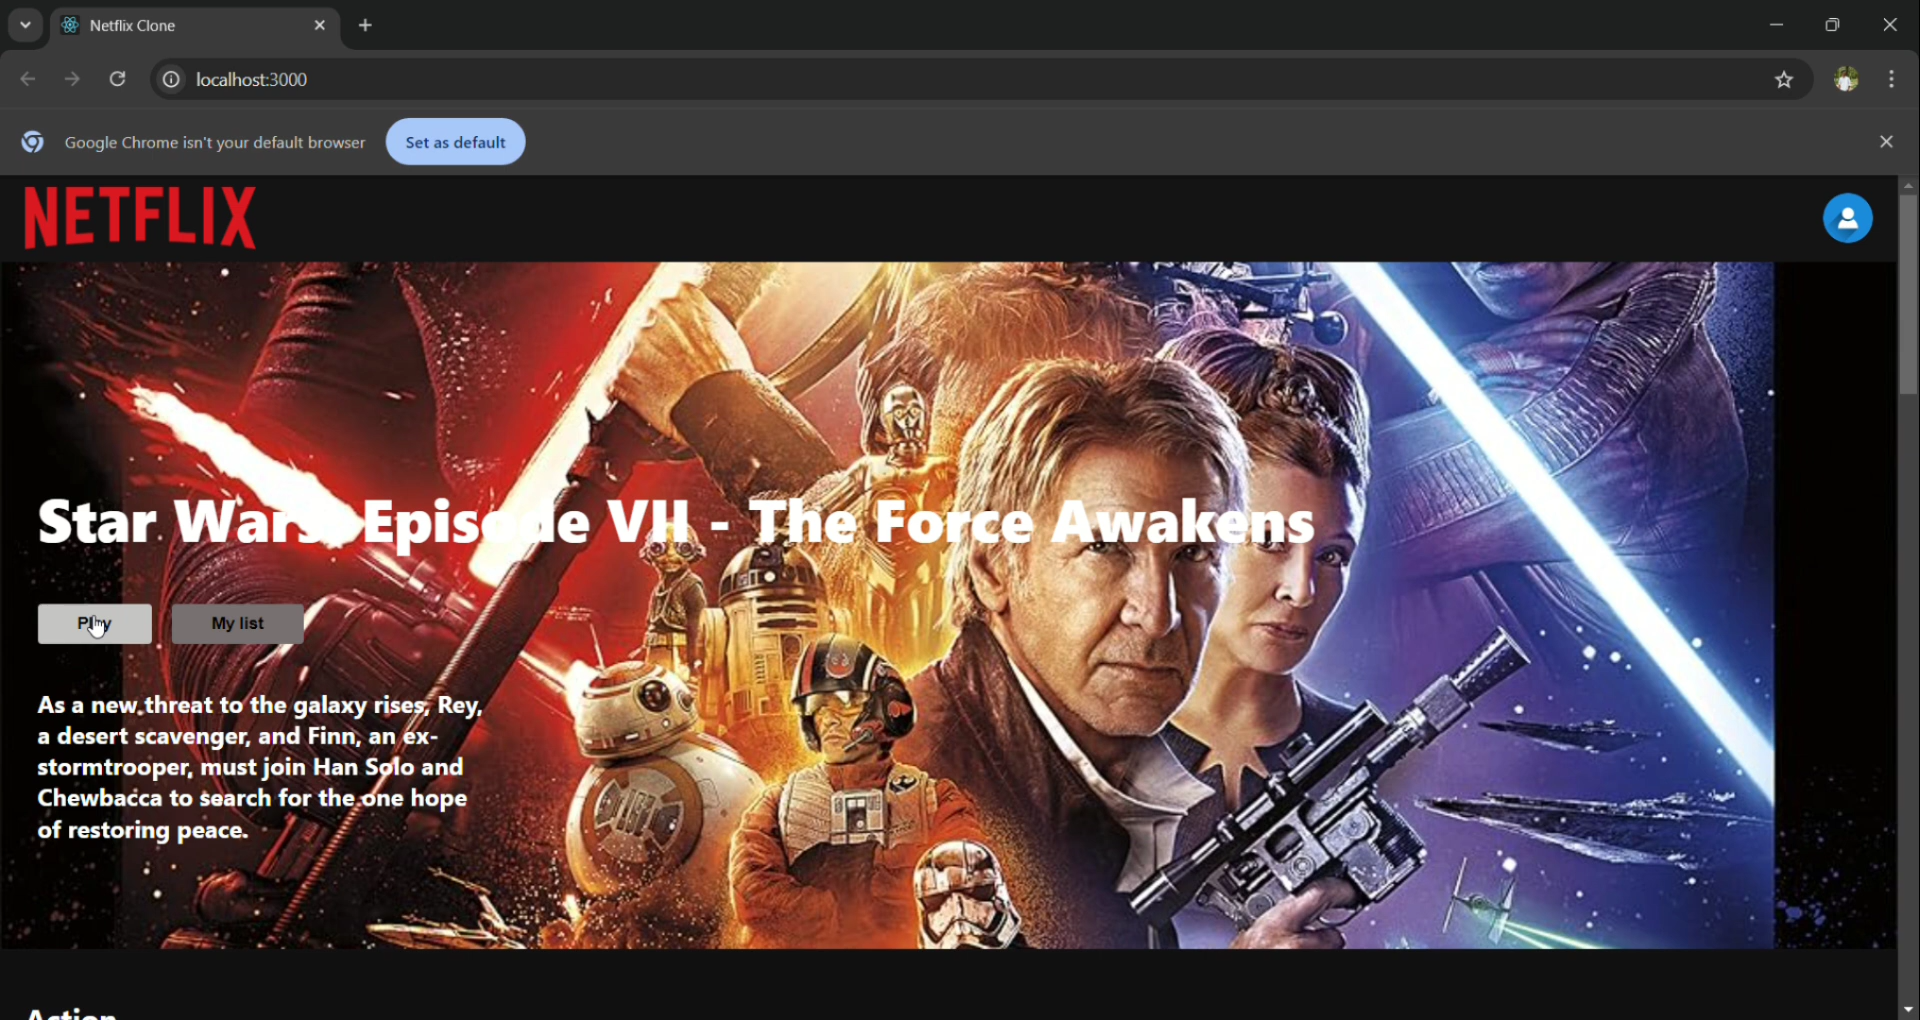 Netflix Clone
localhost:3000
Google Chrome isn't your default browser
Set as default
NETFLIX
Star Wars: Episode VII - The Force Awakens
Play
My list
As a new threat to the galaxy rises, Rey,
a desert scavenger, and Finn, an ex-
stormtrooper, must join Han Solo and
Chewbacca to search for the one hope
of restoring peace.
Action